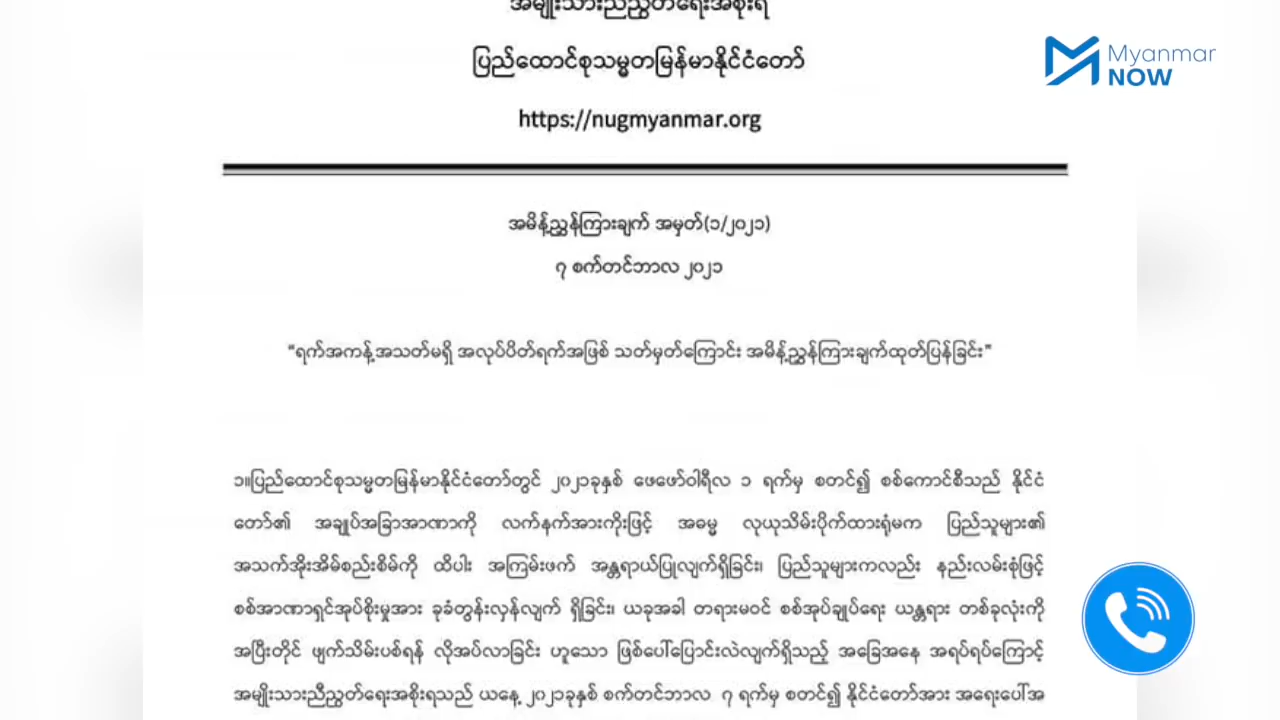 အမျိုးသားညီညွတ်ရေးအစိုးရ
ပြည်ထောင်စုသမ္မတမြန်မာနိုင်ငံတော်
Myanmar
NOW
https://nugmyanmar.org
အမိန့်ညွှန်ကြားချက် အမှတ်(၁/၂၀၂၁)
၇ စက်တင်ဘာလ ၂၀၂၁
"ရက်အကန့်အသတ်မရှိ အလုပ်ပိတ်ရက်အဖြစ် သတ်မှတ်ကြောင်း အမိန့်ညွှန်ကြားချက်ထုတ်ပြန်ခြင်း"
၁။ပြည်ထောင်စုသမ္မတမြန်မာနိုင်ငံတော်တွင် ၂၀၂၁ခုနှစ် ဖေဖော်ဝါရီလ ၁ ရက်မှ စတင်၍ စစ်ကောင်စီသည် နိုင်ငံ
တော်၏ အချုပ်အခြာအာဏာကို လက်နက်အားကိုးဖြင့် အဓမ္မ လုယုသိမ်းပိုက်ထားရုံမက ပြည်သူများ၏
အသက်အိုးအိမ်စည်းစိမ်ကို ထိပါး အကြမ်းဖက် အန္တရာယ်ပြုလျက်ရှိခြင်း၊ ပြည်သူများကလည်း နည်းလမ်းစုံဖြင့်
စစ်အာဏာရှင်အုပ်စိုးမှုအား ခုခံတွန်းလှန်လျက် ရှိခြင်း၊ ယခုအခါ တရားမဝင် စစ်အုပ်ချုပ်ရေး ယန္တရား တစ်ခုလုံးကို
အပြီးတိုင် ဖျက်သိမ်းပစ်ရန် လိုအပ်လာခြင်း ဟူသော ဖြစ်ပေါ်ပြောင်းလဲလျက်ရှိသည့် အခြေအနေ အရပ်ရပ်ကြောင့်
အမျိုးသားညီညွတ်ရေးအစိုးရသည် ယနေ့ ၂၀၂၁ခုနှစ် စက်တင်ဘာလ ၇ ရက်မှ စတင်၍ နိုင်ငံတော်အား အရေးပေါ်အ